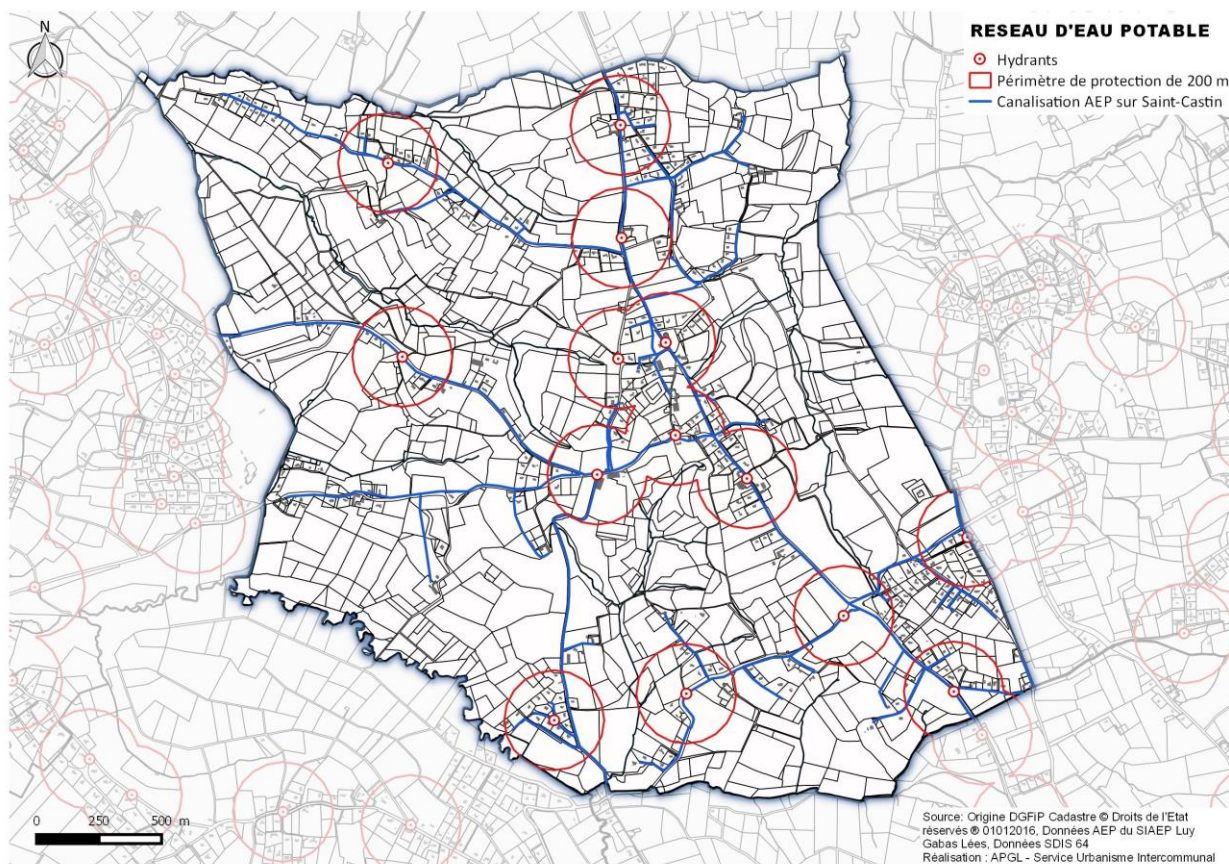 N
RESEAU D'EAU POTABLE
Hydrants
Périmètre de protection de 200 m
Canalisation AEP sur Saint-Castin
0 250 500 m
Source: Origine DGFiP Cadastre © Droits de l'Etat
réservés ® 01012016, Données AEP du SIAEP Luy
Gabas Lées, Données SDIS 64
Réalisation : APGL - Service Urbanisme Intercommunal